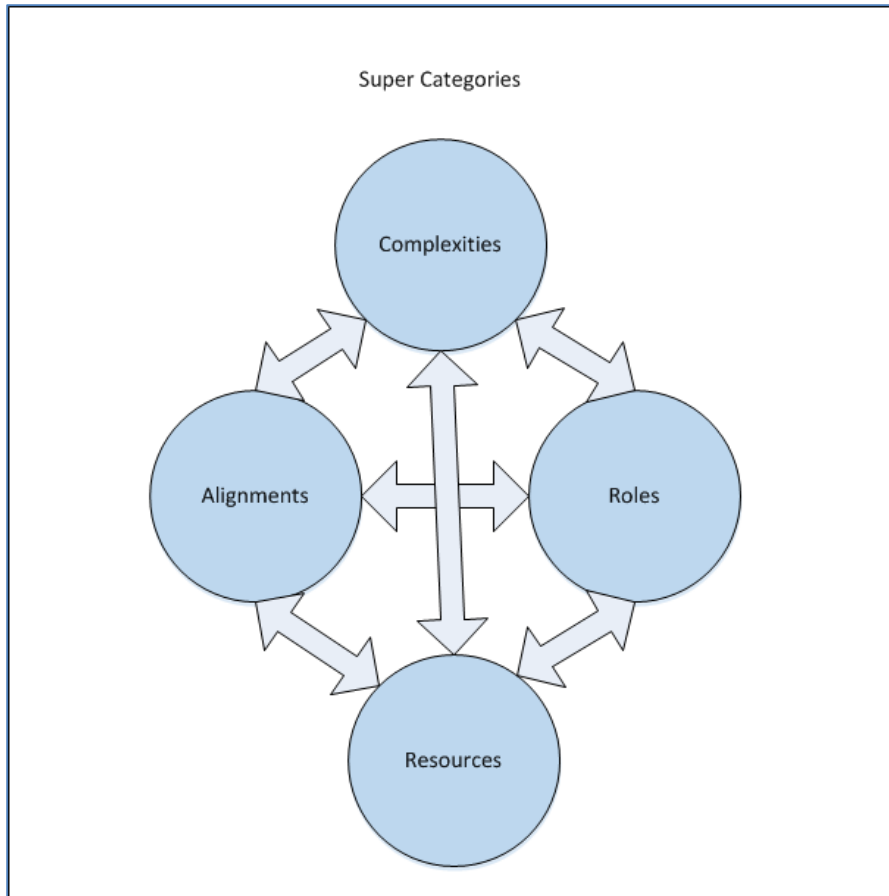 Super Categories
Complexities
Alignments
Roles
Resources